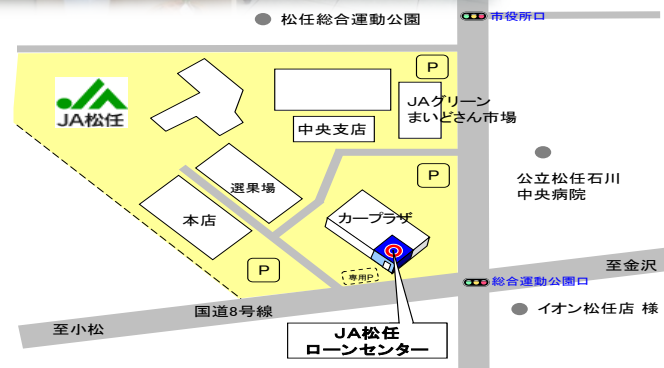 松任総合運動公園
市役所口
JA松任
P
JAグリーン
まいどさん市場
中央支店
P
公立松任石川
中央病院
選果場
本店
カープラザ
P
専用P
至金沢
総合運動公園口
国道8号線
イオン松任店 様
至小松
JA松任
ローンセンター